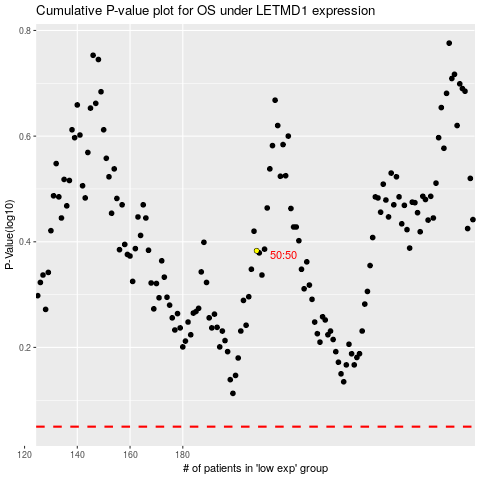 Cumulative P-value plot for OS under LETMD1 expression
P-Value(log10)
0.8
0.6
0.4
0.2
50:50
120 140 160 180
# of patients in 'low exp' group